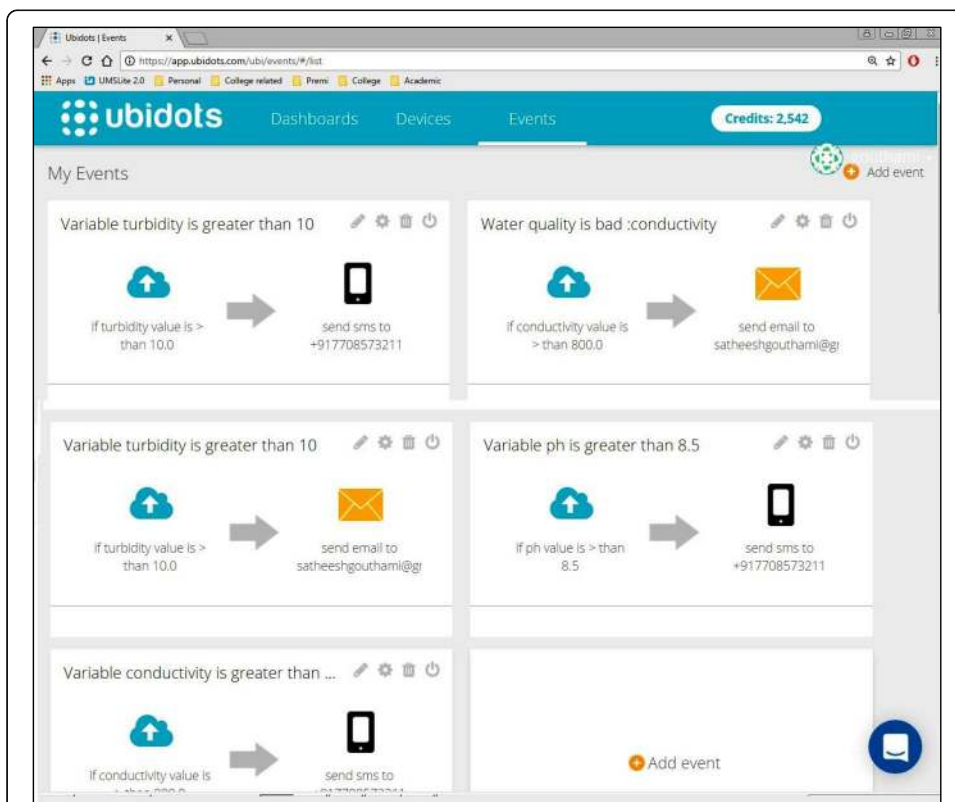 Ubidots | Events
https://app.ubidots.com/ubi/events/#/list
Apps UMSLite 2.0 Personal College related Premi College Academic
ubidots Dashboards Devices Events Credits: 2,542
My Events
Add event
Variable turbidity is greater than 10
if turbidity value is >
than 10.0
send sms to
+917708573211
Water quality is bad :conductivity
if conductivity value is
> than 800.0
send email to
satheeshgouthami@gr
Variable turbidity is greater than 10
if turbidity value is >
than 10.0
send email to
satheeshgouthami@gr
Variable ph is greater than 8.5
if ph value is > than
8.5
send sms to
+917708573211
Variable conductivity is greater than ...
if conductivity value is
send sms to
Add event